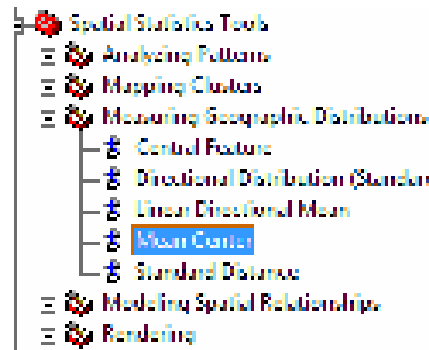 Spatial Statistics Tools
Analyzing Patterns
Mapping Clusters
Measuring Geographic Distributions
Central Feature
Directional Distribution (Standar
Linear Directional Mean
Mean Center
Standard Distance
Modeling Spatial Relationships
Rendering